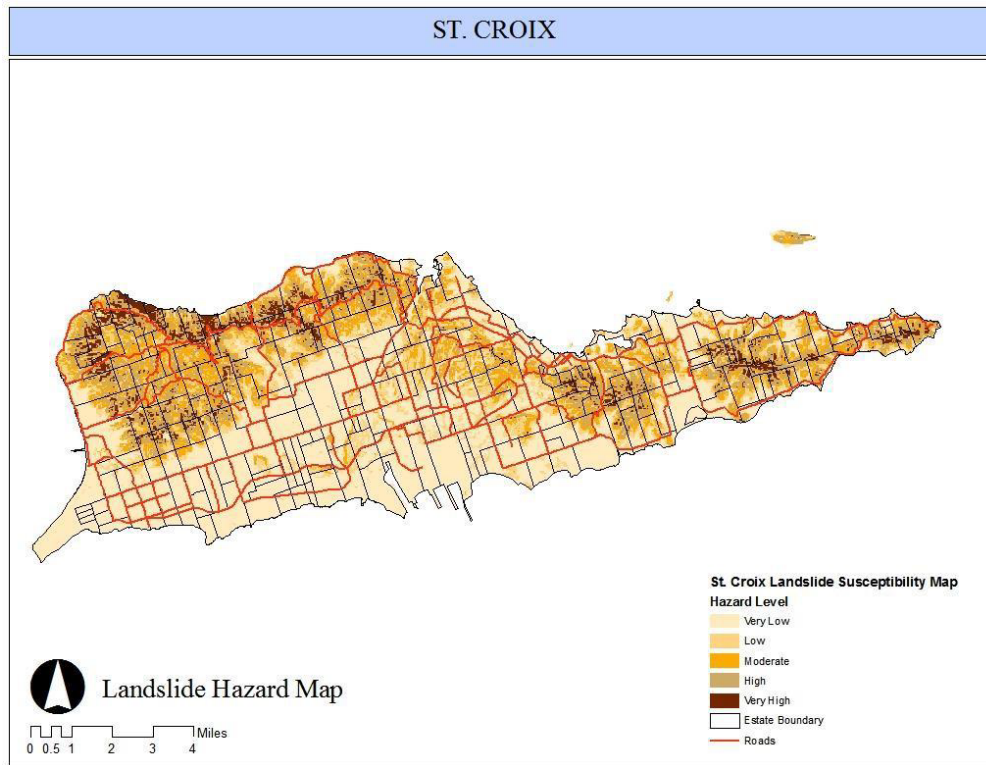 ST. CROIX
St. Croix Landslide Susceptibility Map
Hazard Level
Very Low
Low
Moderate
High
Very High
Estate Boundary
Roads
Landslide Hazard Map
Miles
0 0.5 1 2 3 4